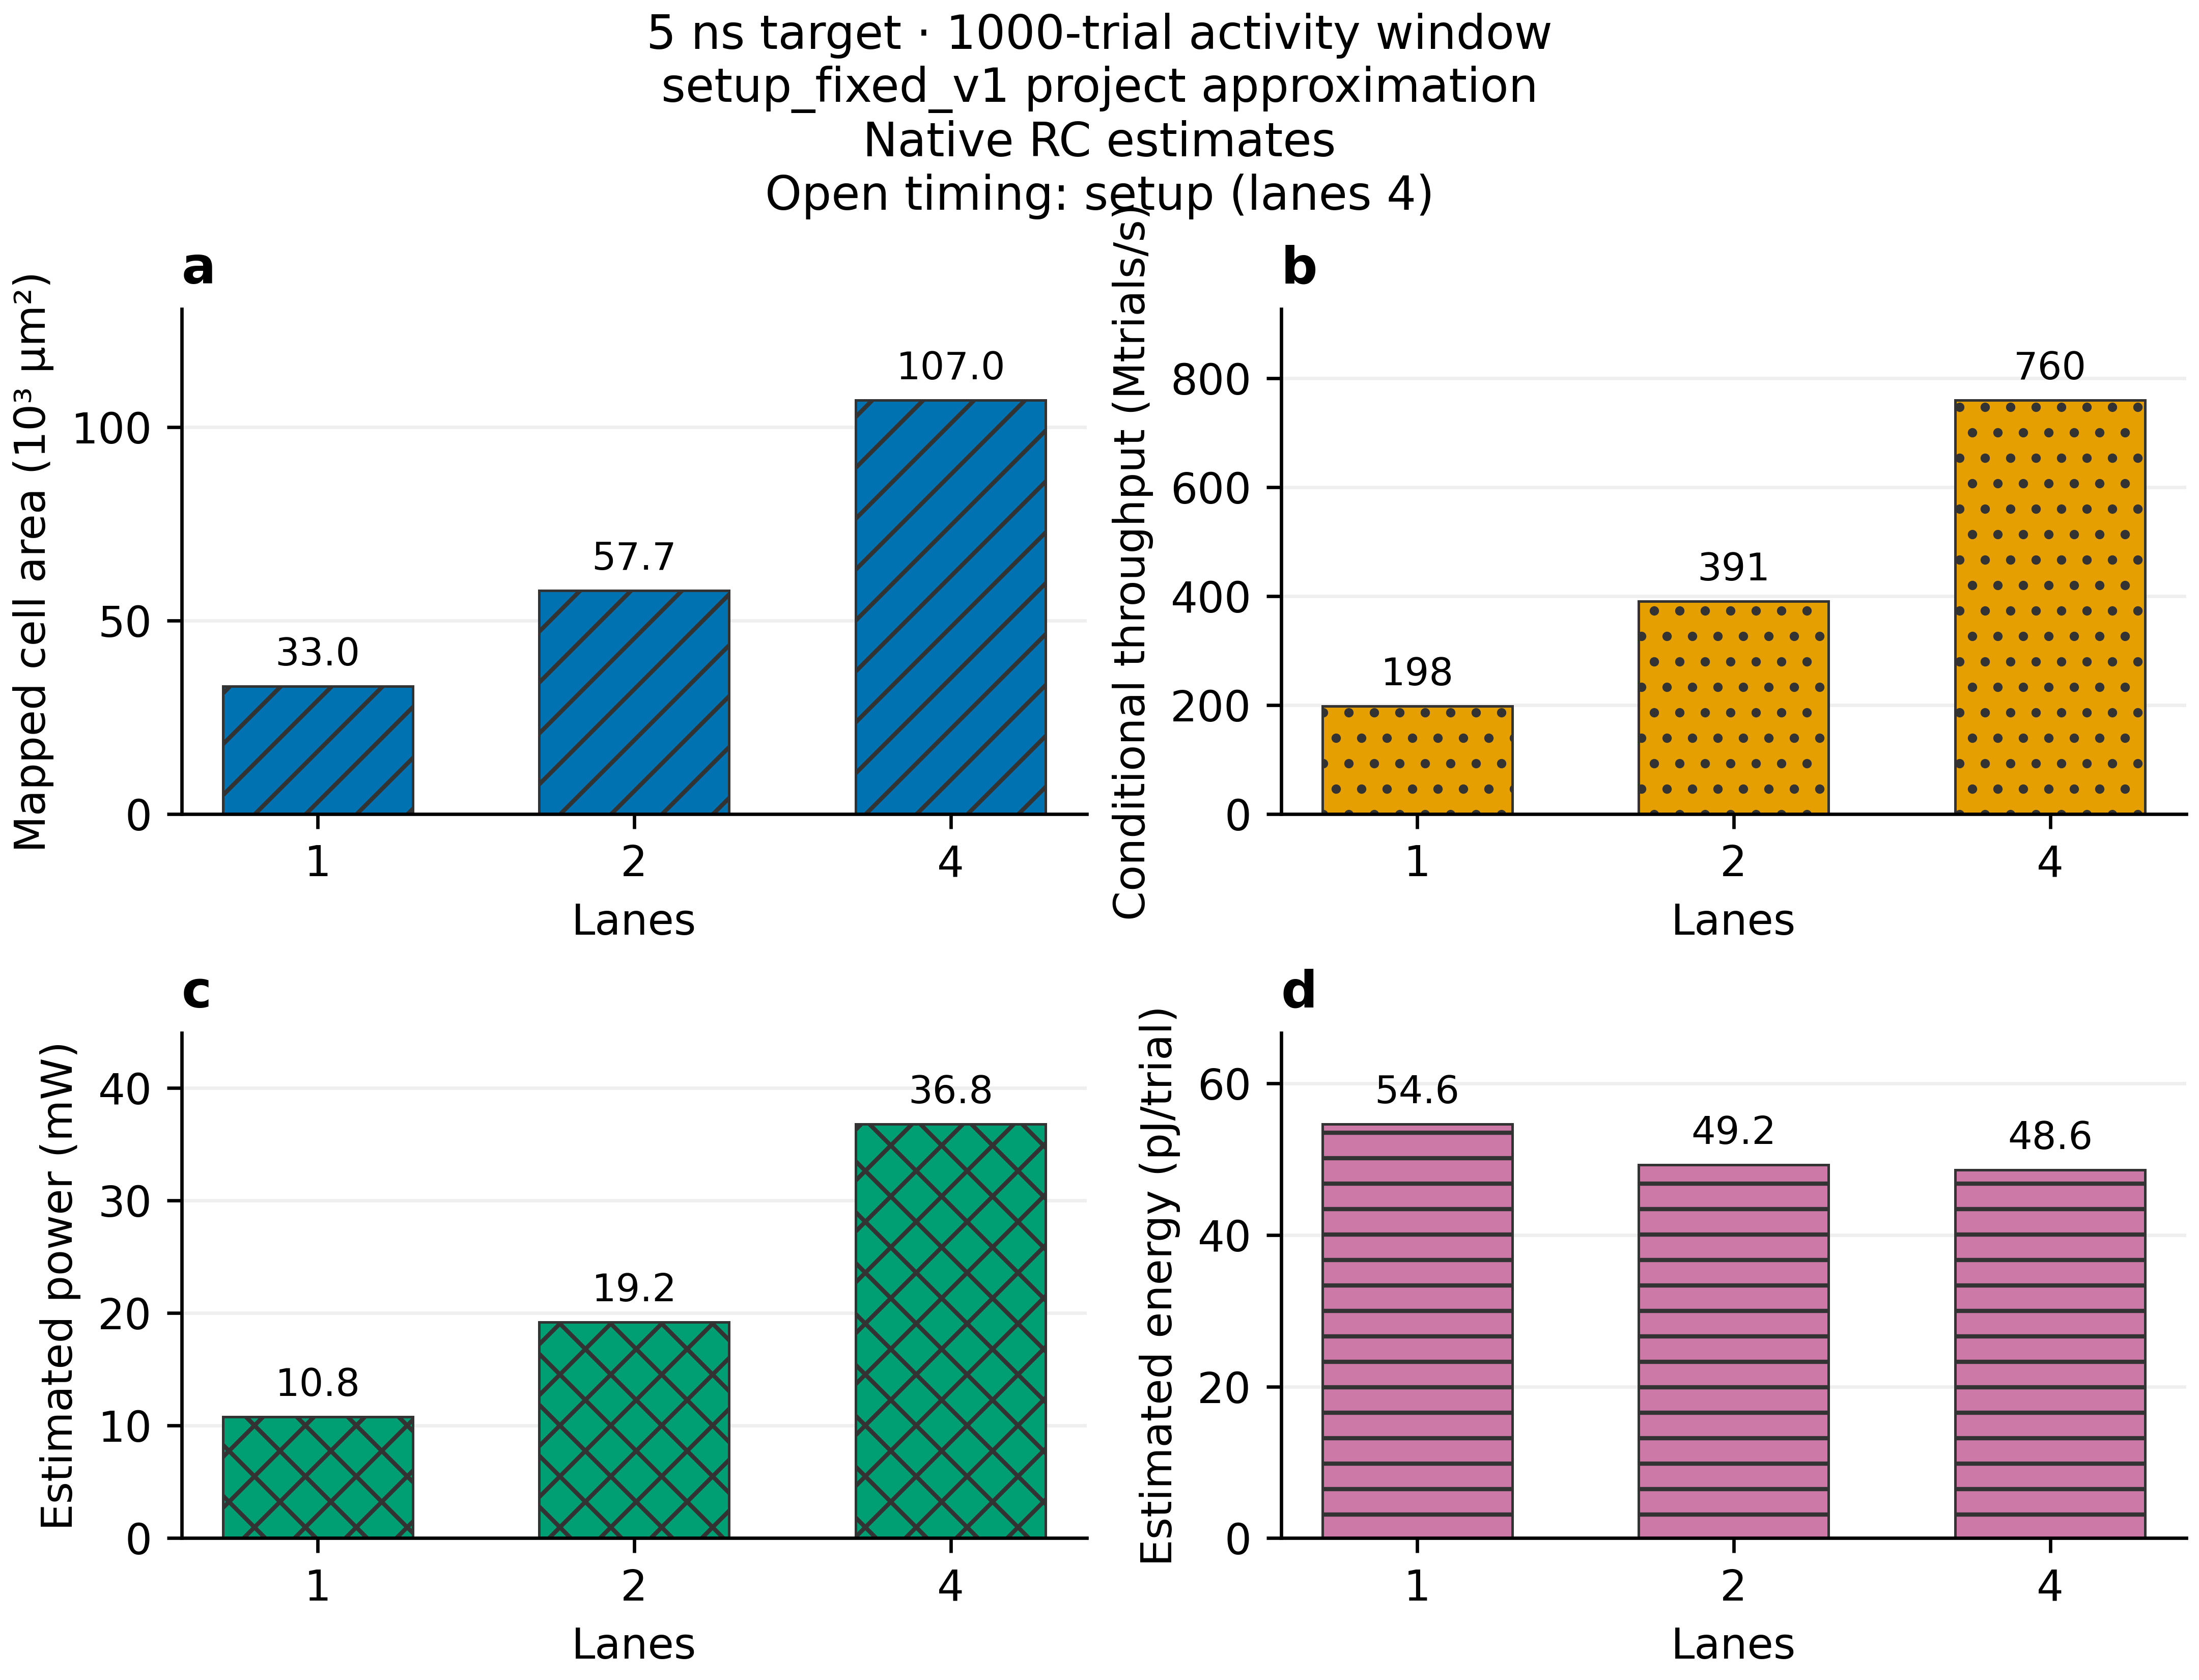 5 ns target · 1000-trial activity window
setup_fixed_v1 project approximation
Native RC estimates
Open timing: setup (lanes 4)
a
Mapped cell area (10³ μm²)
100
50
0
33.0
57.7
107.0
1
2
4
Lanes
b
Conditional throughput (Mtrials/s)
800
600
400
200
0
198
391
760
1
2
4
Lanes
c
Estimated power (mW)
40
30
20
10
0
10.8
19.2
36.8
1
2
4
Lanes
d
Estimated energy (pJ/trial)
60
40
20
0
54.6
49.2
48.6
1
2
4
Lanes